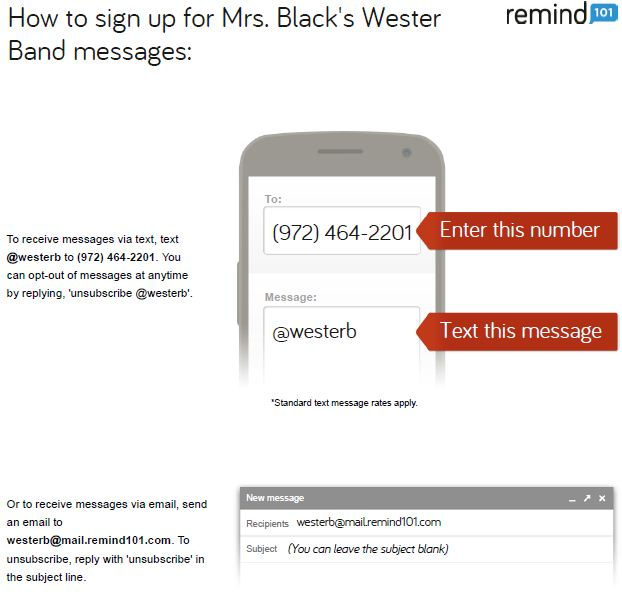 How to sign up for Mrs. Black's Wester
Band messages:
remind 101
To receive messages via text, text
@westerb to (972) 464-2201. You
can opt-out of messages at anytime
by replying, 'unsubscribe @westerb'.
To:
(972) 464-2201
Enter this number
Message:
@westerb
Text this message
*Standard text message rates apply.
Or to receive messages via email, send
an email to
westerb@mail.remind101.com. To
unsubscribe, reply with 'unsubscribe' in
the subject line.
New message
Recipients westerb@mail.remind101.com
Subject (You can leave the subject blank)